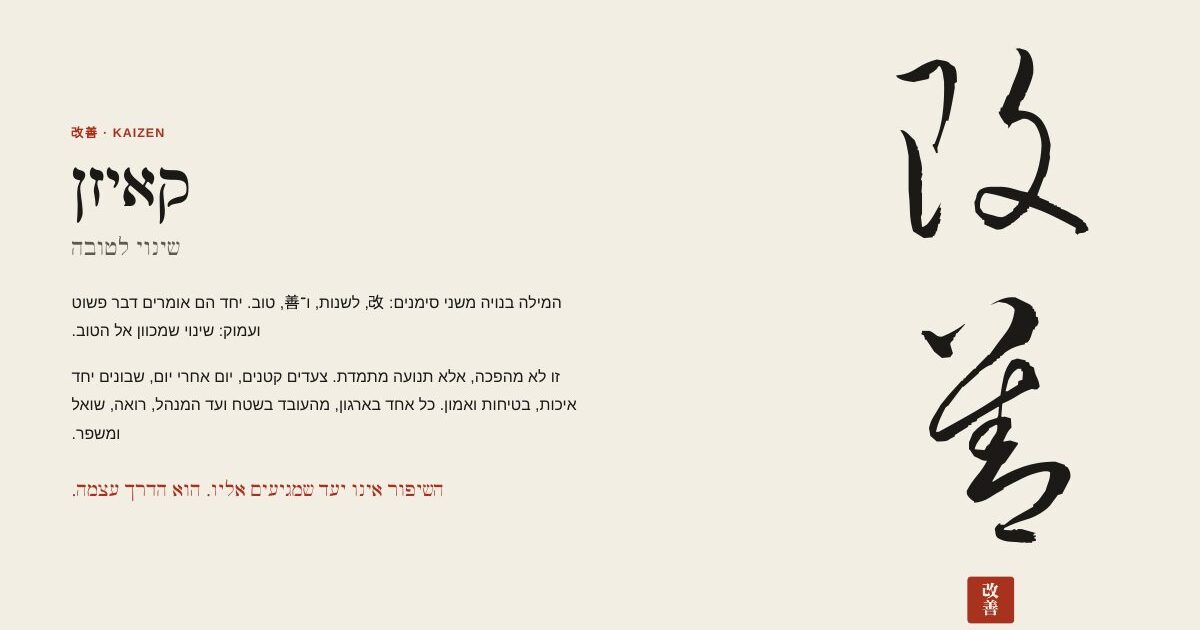 改善 · KAIZEN
קאיזן
שינוי לטובה
המילה בנויה משני סימנים: 改, לשנות, ו־善, טוב. יחד הם אומרים דבר פשוט
ועמוק: שינוי שמכוון אל הטוב.
זו לא מהפכה, אלא תנועה מתמדת. צעדים קטנים, יום אחרי יום, שבונים יחד
איכות, בטיחות ואמון. כל אחד בארגון, מהעובד בשטח ועד המנהל, רואה, שואל
ומשפר.
השיפור אינו יעד שמגיעים אליו. הוא הדרך עצמה.
改
善
改
善